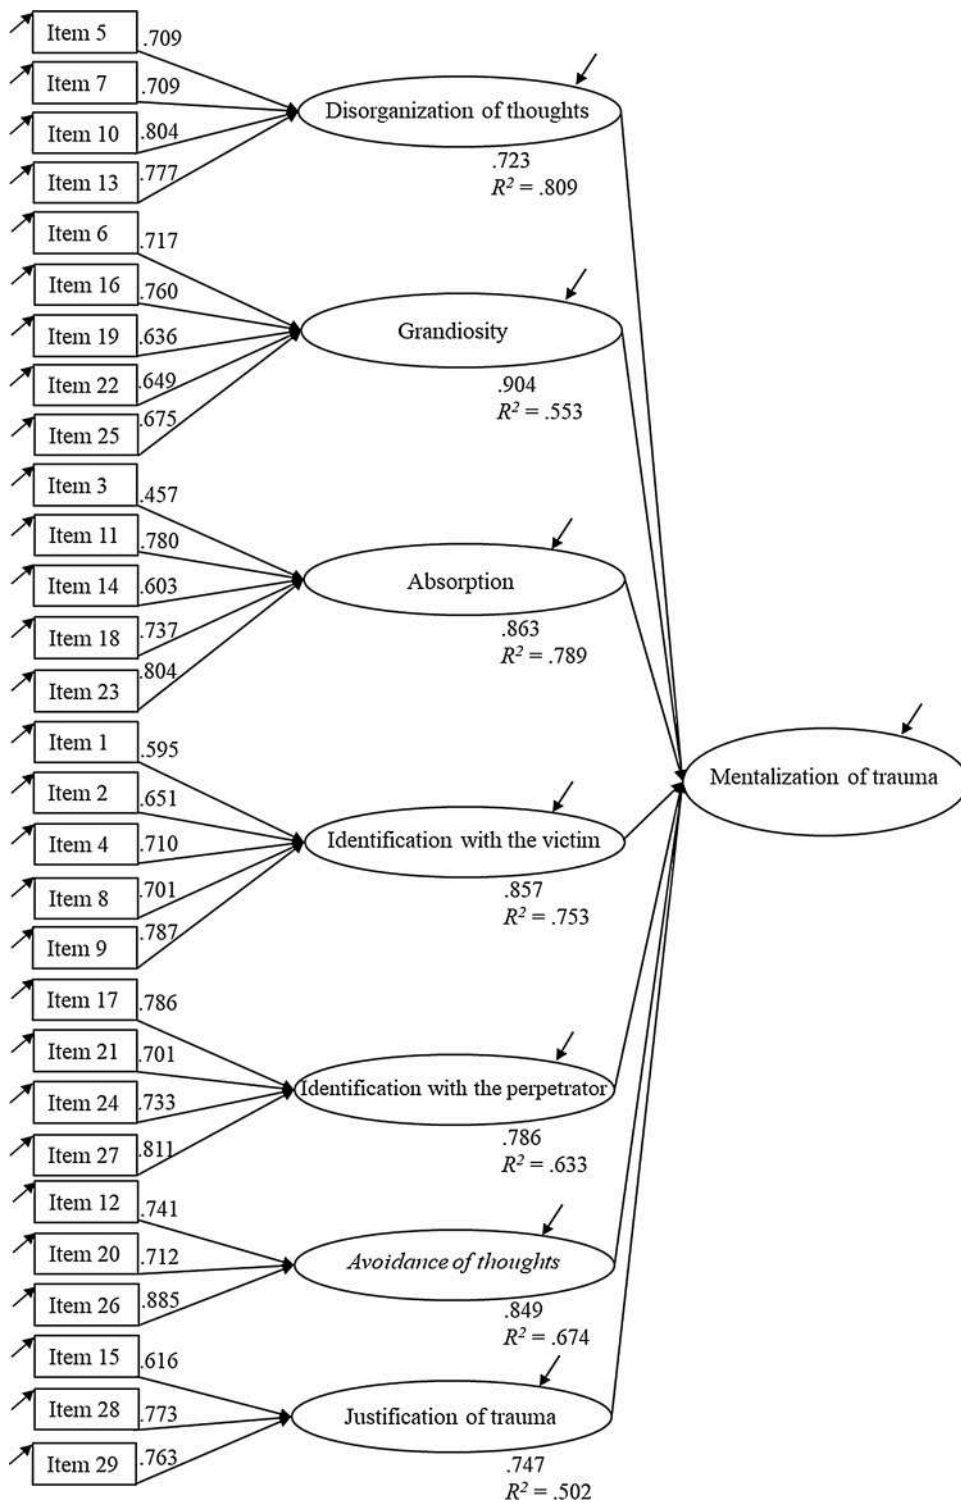 Item 5
.709
Item 7
.709
Item 10
.804
Item 13
.777
Disorganization of thoughts
.723
R² = .809
Item 6
.717
Item 16
.760
Item 19
.636
Item 22
.649
Item 25
.675
Grandiosity
.904
R² = .553
Item 3
.457
Item 11
.780
Item 14
.603
Item 18
.737
Item 23
.804
Absorption
.863
R² = .789
Item 1
.595
Item 2
.651
Item 4
.710
Item 8
.701
Item 9
.787
Identification with the victim
.857
R² = .753
Mentalization of trauma
Item 17
.786
Item 21
.701
Item 24
.733
Item 27
.811
Identification with the perpetrator
.786
R² = .633
Item 12
.741
Item 20
.712
Item 26
.885
Avoidance of thoughts
.849
R² = .674
Item 15
.616
Item 28
.773
Item 29
.763
Justification of trauma
.747
R² = .502